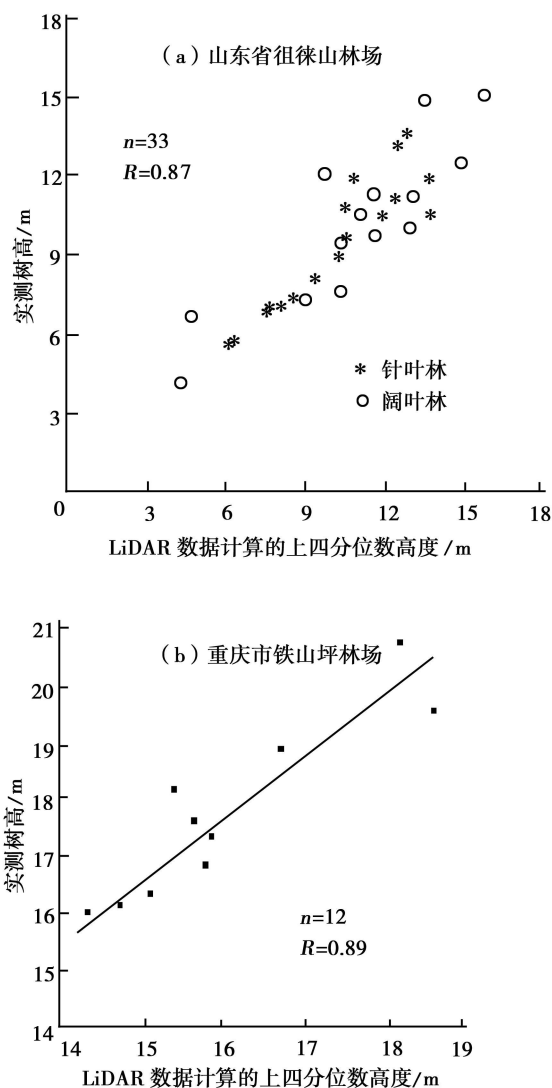 18
（a）山东省徂徕山林场
15
n=33
R=0.87
12
9
实测树高/m
6
* 针叶林
○ 阔叶林
3
0 3 6 9 12 15 18
LiDAR 数据计算的上四分位数高度/m
21
（b）重庆市铁山坪林场
20
19
18
实测树高/m
17
16
n=12
R=0.89
15
14
14 15 16 17 18 19
LiDAR 数据计算的上四分位数高度/m